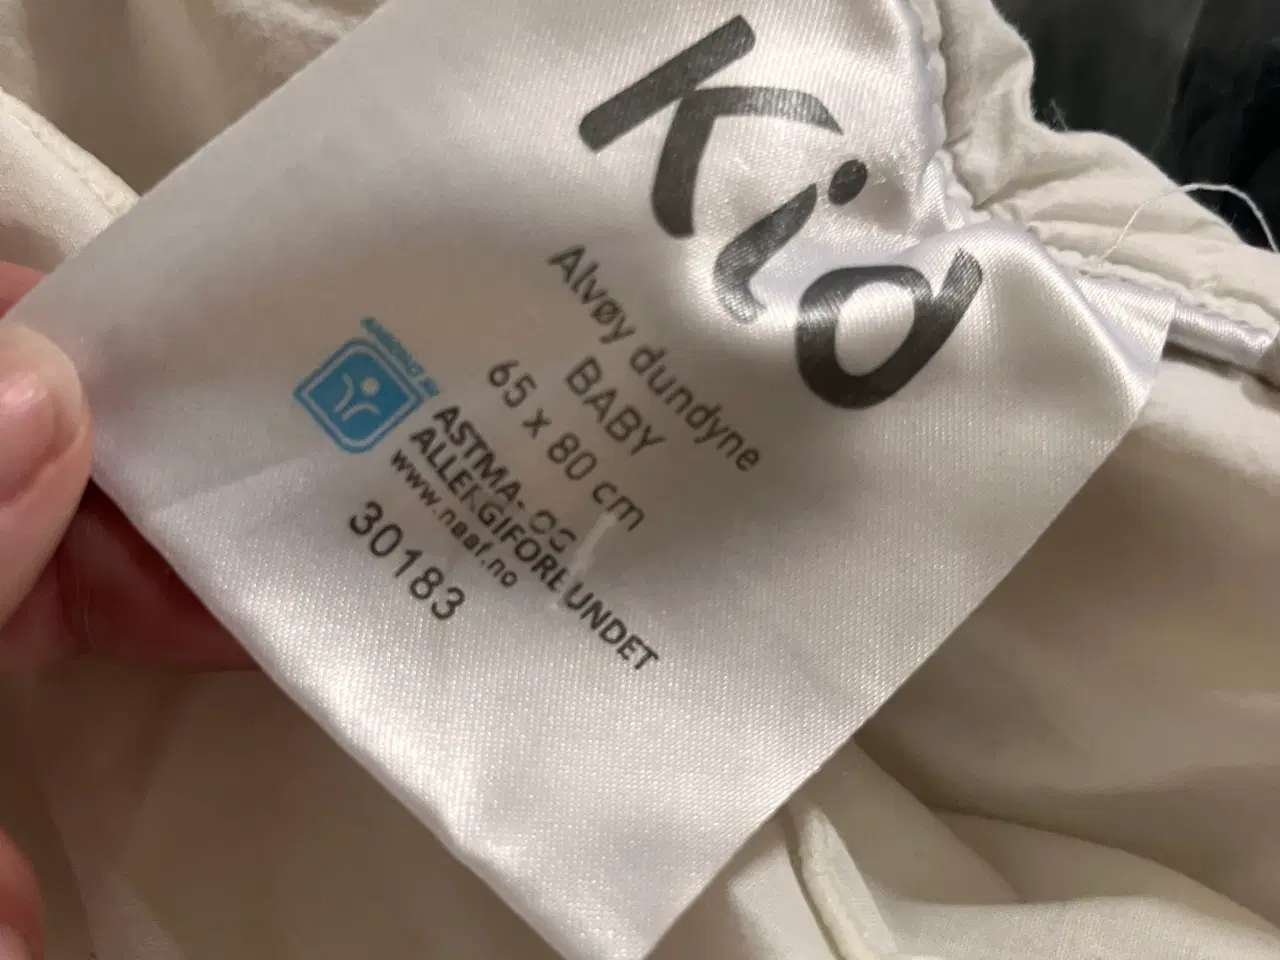 Kid
Alvøy dundyne
BABY
65 x 80 cm
ASTMA- OG
ALLERGIFORBUNDET
www.naaf.no
30183